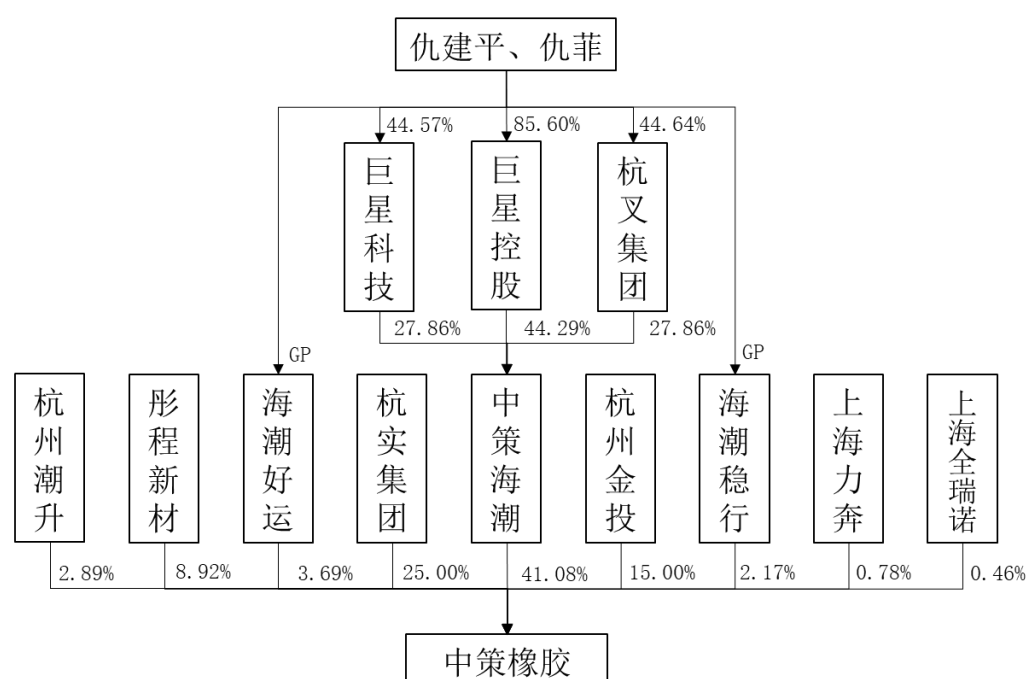 仇建平、仇菲
44.57%
85.60%
44.64%
巨星科技
巨星控股
杭叉集团
27.86%
44.29%
27.86%
GP
GP
杭州潮升
彤程新材
海潮好运
杭实集团
中策海潮
杭州金投
海潮稳行
上海力奔
上海全瑞诺
2.89%
8.92%
3.69%
25.00%
41.08%
15.00%
2.17%
0.78%
0.46%
中策橡胶